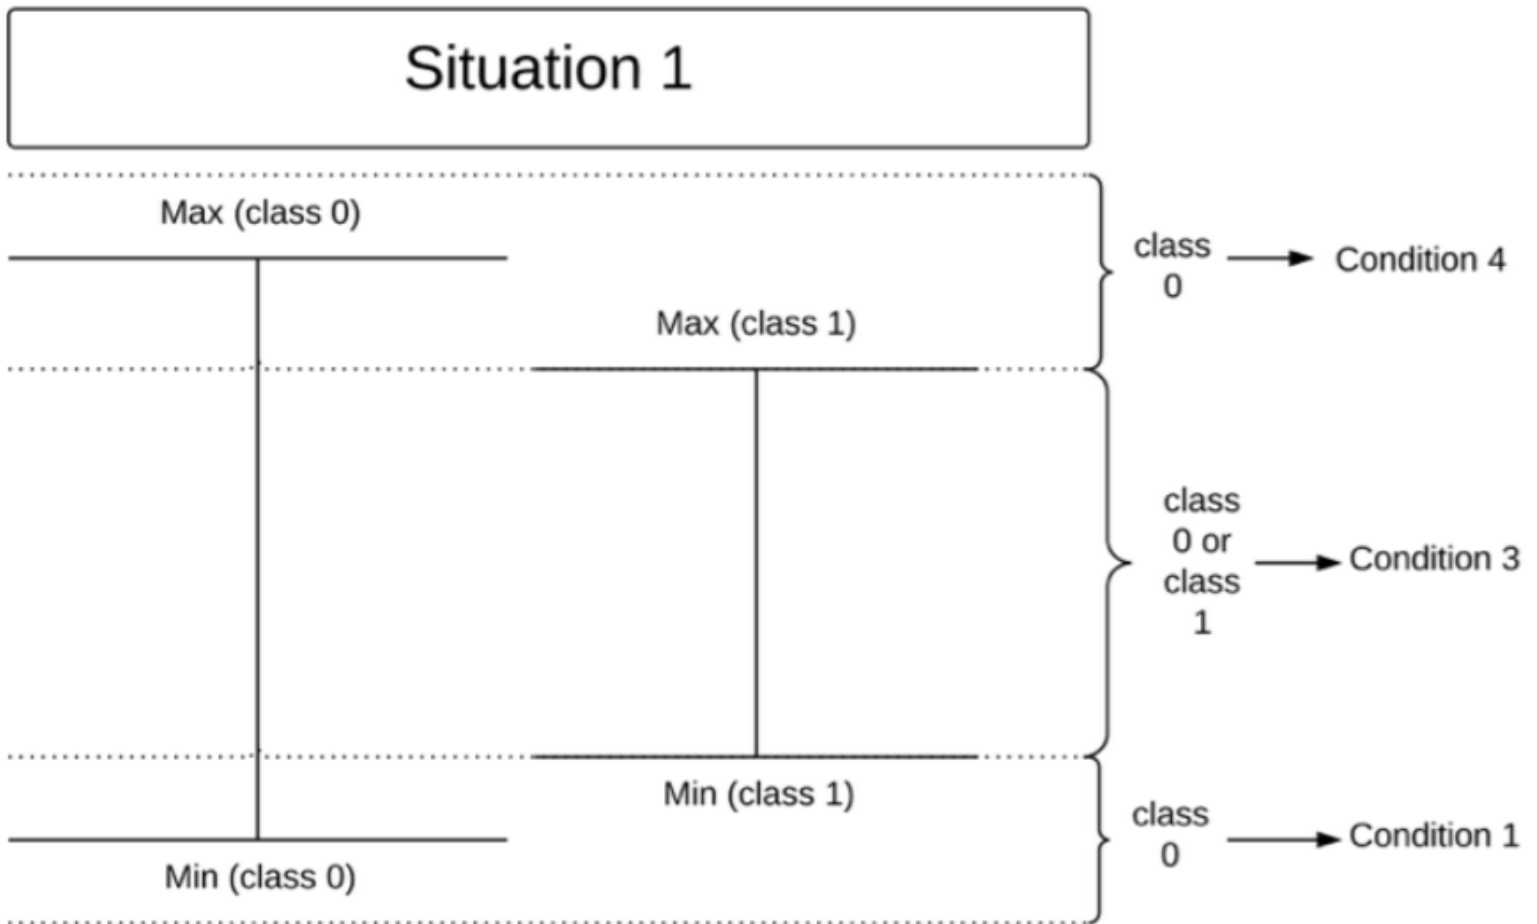 Situation 1
Max (class 0)
class
0
Condition 4
Max (class 1)
class
0 or
class
1
Condition 3
Min (class 1)
class
0
Condition 1
Min (class 0)